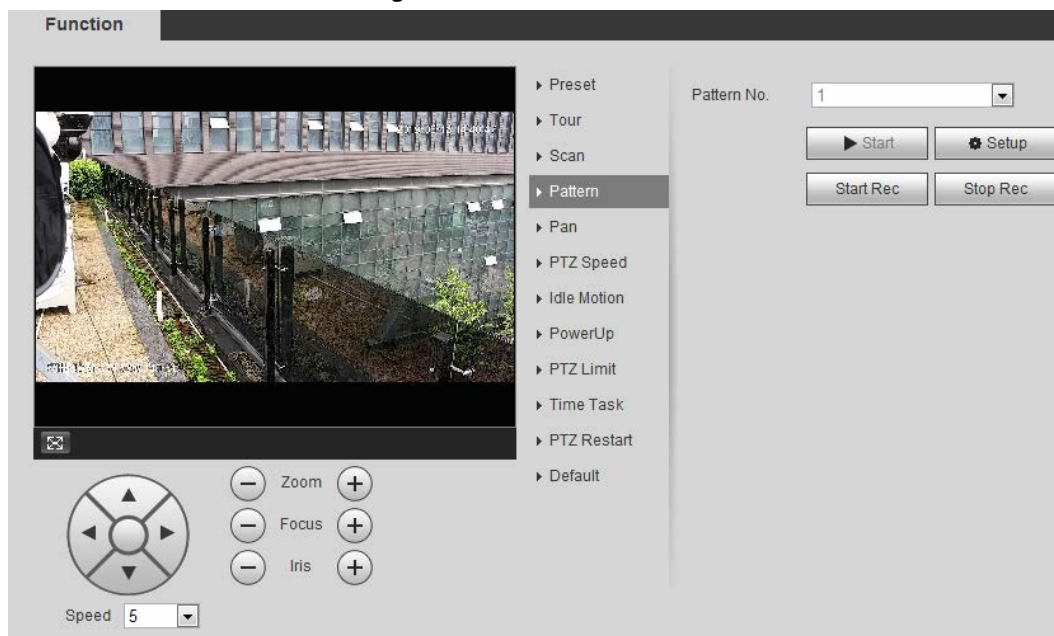 Function
Preset
Tour
Scan
Pattern
Pan
PTZ Speed
Idle Motion
PowerUp
PTZ Limit
Time Task
PTZ Restart
Default
Pattern No. 1
Start Setup
Start Rec Stop Rec
Zoom
Focus
Iris
Speed 5